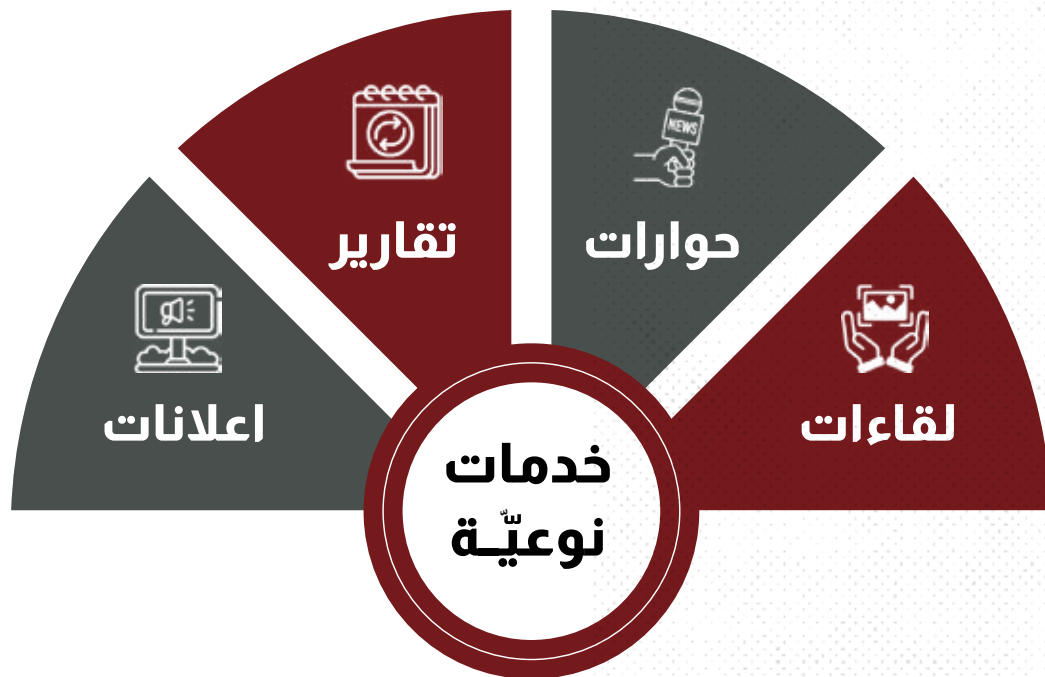 NEWS
حوارات
تقارير
لقاءات
اعلانات
خدمات
نوعيّـة